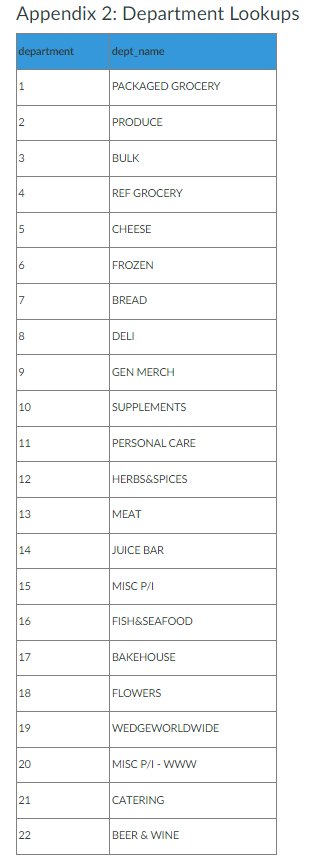 Appendix 2: Department Lookups
department dept_name
1 PACKAGED GROCERY
2 PRODUCE
3 BULK
4 REF GROCERY
5 CHEESE
6 FROZEN
7 BREAD
8 DELI
9 GEN MERCH
10 SUPPLEMENTS
11 PERSONAL CARE
12 HERBS&SPICES
13 MEAT
14 JUICE BAR
15 MISC P/I
16 FISH&SEAFOOD
17 BAKEHOUSE
18 FLOWERS
19 WEDGEWORLDWIDE
20 MISC P/I - WWW
21 CATERING
22 BEER & WINE